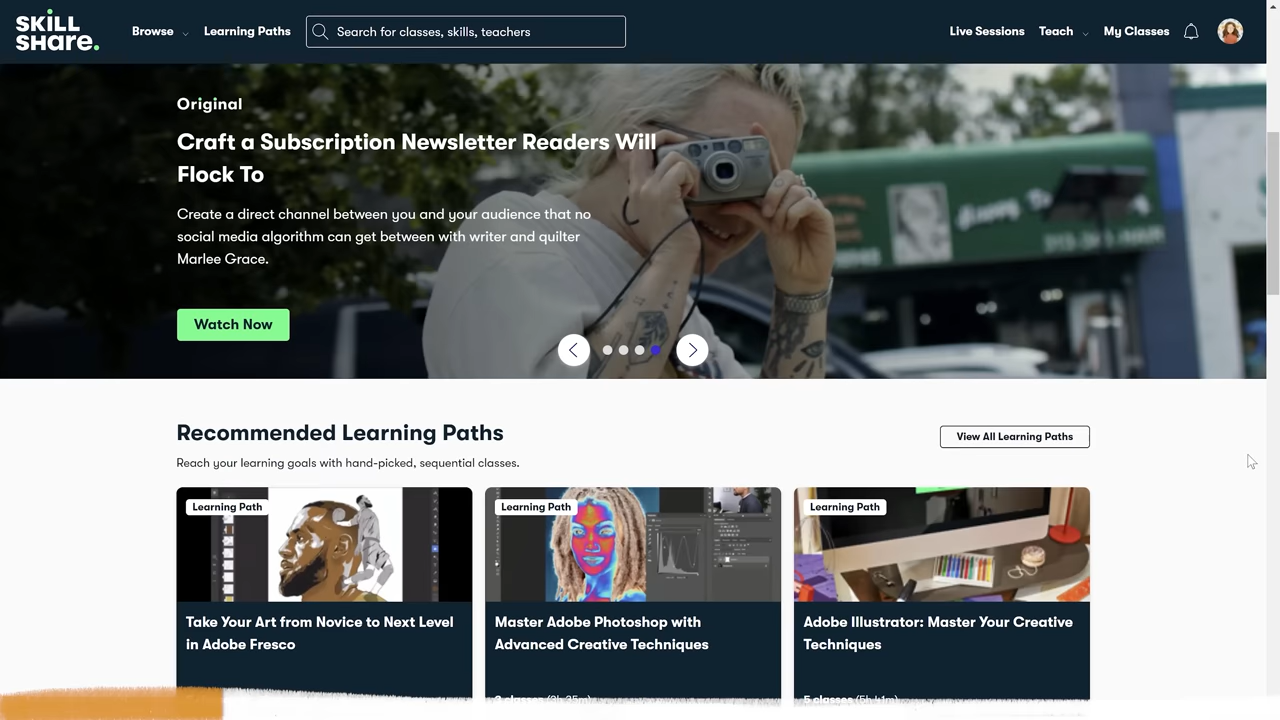 SKILL
SHARE.
Browse
Learning Paths
Search for classes, skills, teachers
Live Sessions
Teach
My Classes
Original
Craft a Subscription Newsletter Readers Will
Flock To
Create a direct channel between you and your audience that no
social media algorithm can get between with writer and quilter
Marlee Grace.
Watch Now
Recommended Learning Paths
View All Learning Paths
Reach your learning goals with hand-picked, sequential classes.
Learning Path
Learning Path
Learning Path
Take Your Art from Novice to Next Level
in Adobe Fresco
Master Adobe Photoshop with
Advanced Creative Techniques
Adobe Illustrator: Master Your Creative
Techniques
5 classes (5h 41m)